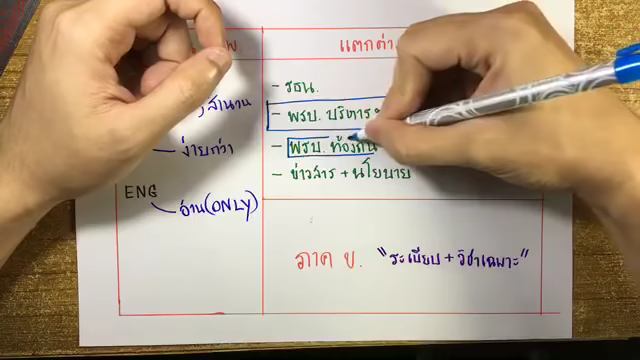 แตกต่าง
- รธน.
- พรบ. บริหาร
, สำนวน
- พรบ. ท้องถิ่น
ง่ายกว่า
- ข่าวสาร + นโยบาย
ENG
อ่าน (ONLY)
ภาค ข. "ระเบียบ + วิชาเฉพาะ"